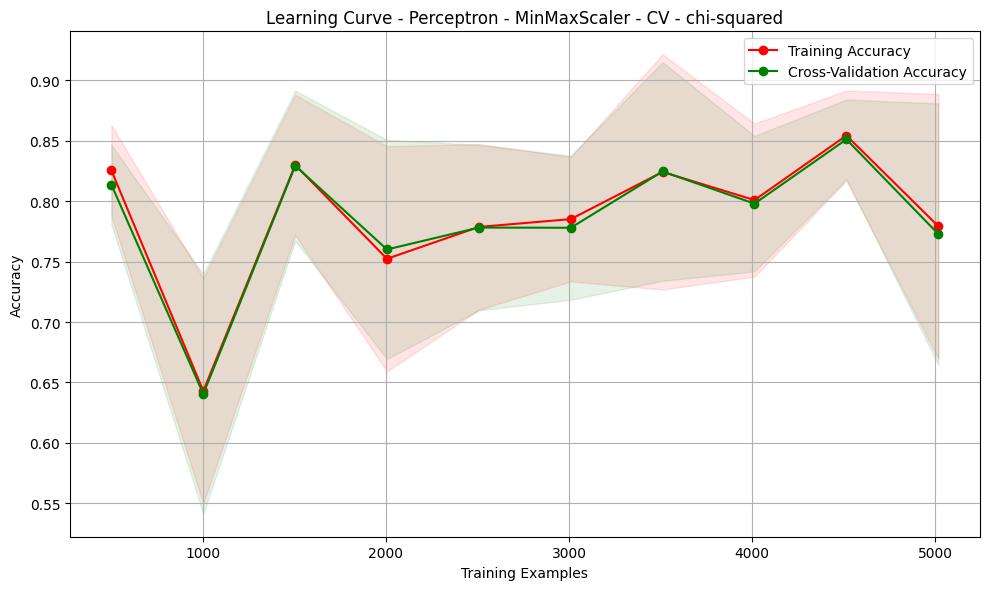 Learning Curve - Perceptron - MinMaxScaler - CV - chi-squared
Training Accuracy
Cross-Validation Accuracy
Accuracy
0.90
0.85
0.80
0.75
0.70
0.65
0.60
0.55
1000 2000 3000 4000 5000
Training Examples